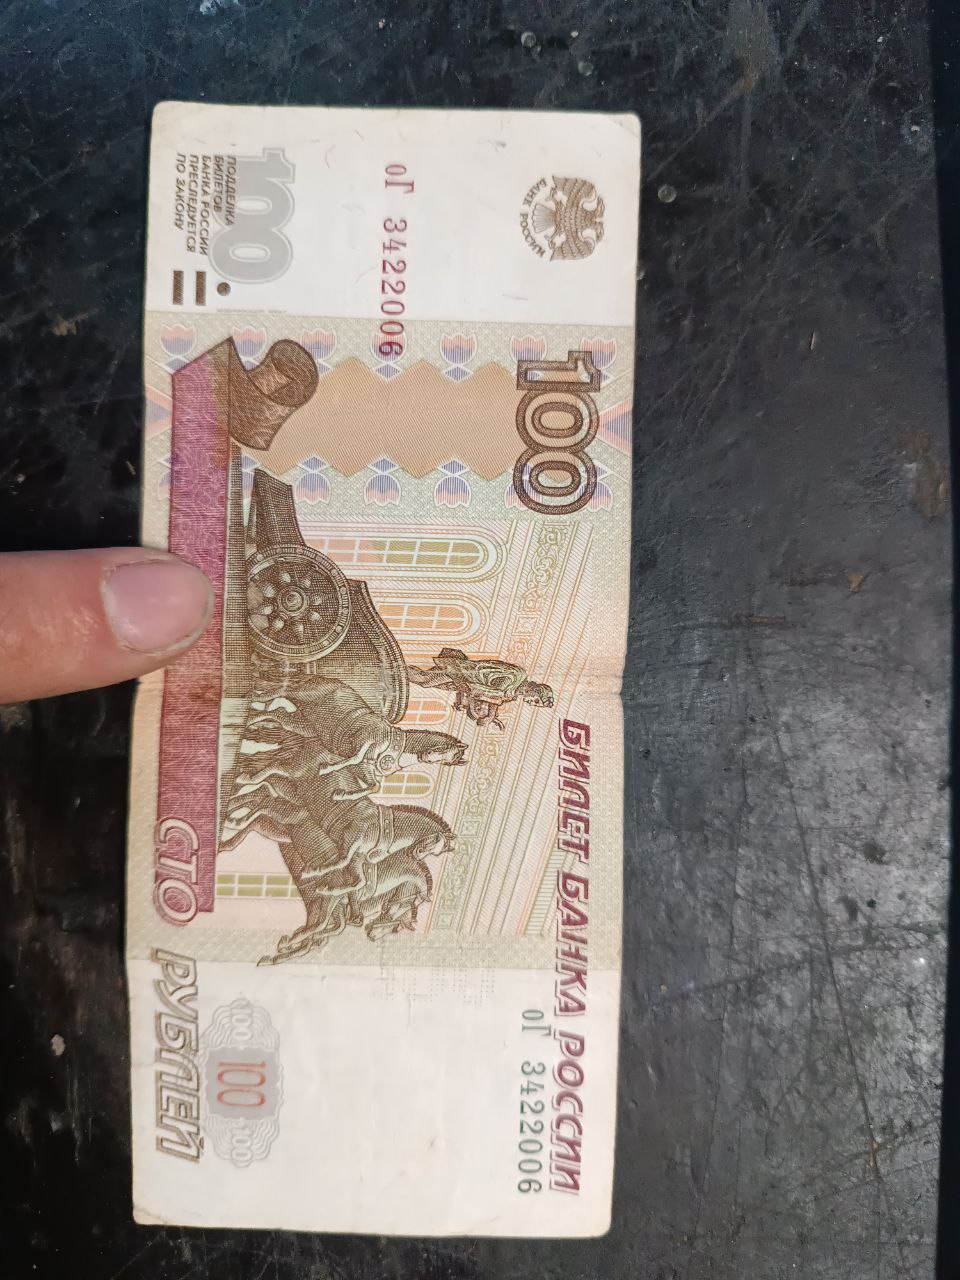 БАНК РОССИИ
100
БИЛЕТ БАНКА РОССИИ
оГ 3422006
оГ 3422006
100
ПОДДЕЛКА
БИЛЕТОВ
БАНКА РОССИИ
ПРЕСЛЕДУЕТСЯ
ПО ЗАКОНУ
100 100 100
СТО РУБЛЕЙ